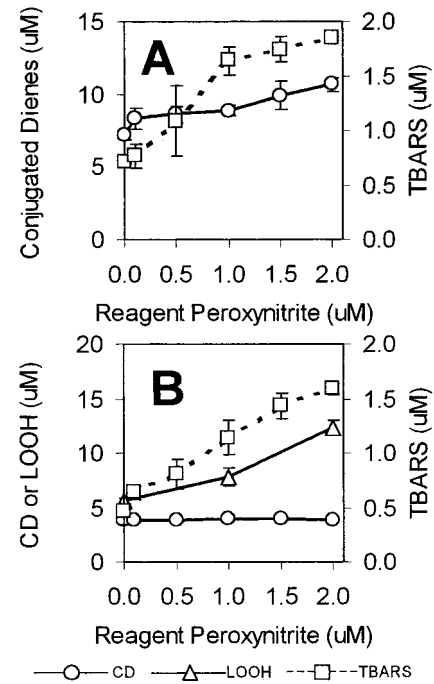 A
Conjugated Dienes (uM)
15
10
5
0
TBARS (uM)
2.0
1.5
1.0
0.5
0.0
0.0 0.5 1.0 1.5 2.0
Reagent Peroxynitrite (uM)
B
CD or LOOH (uM)
20
15
10
5
0
TBARS (uM)
2.0
1.5
1.0
0.5
0.0
0.0 0.5 1.0 1.5 2.0
Reagent Peroxynitrite (uM)
CD LOOH TBARS